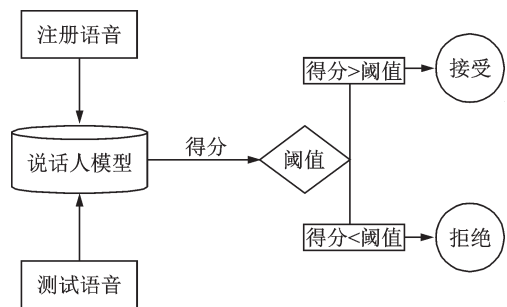 注册语音
说话人模型
测试语音
得分
阈值
得分>阈值
接受
得分<阈值
拒绝